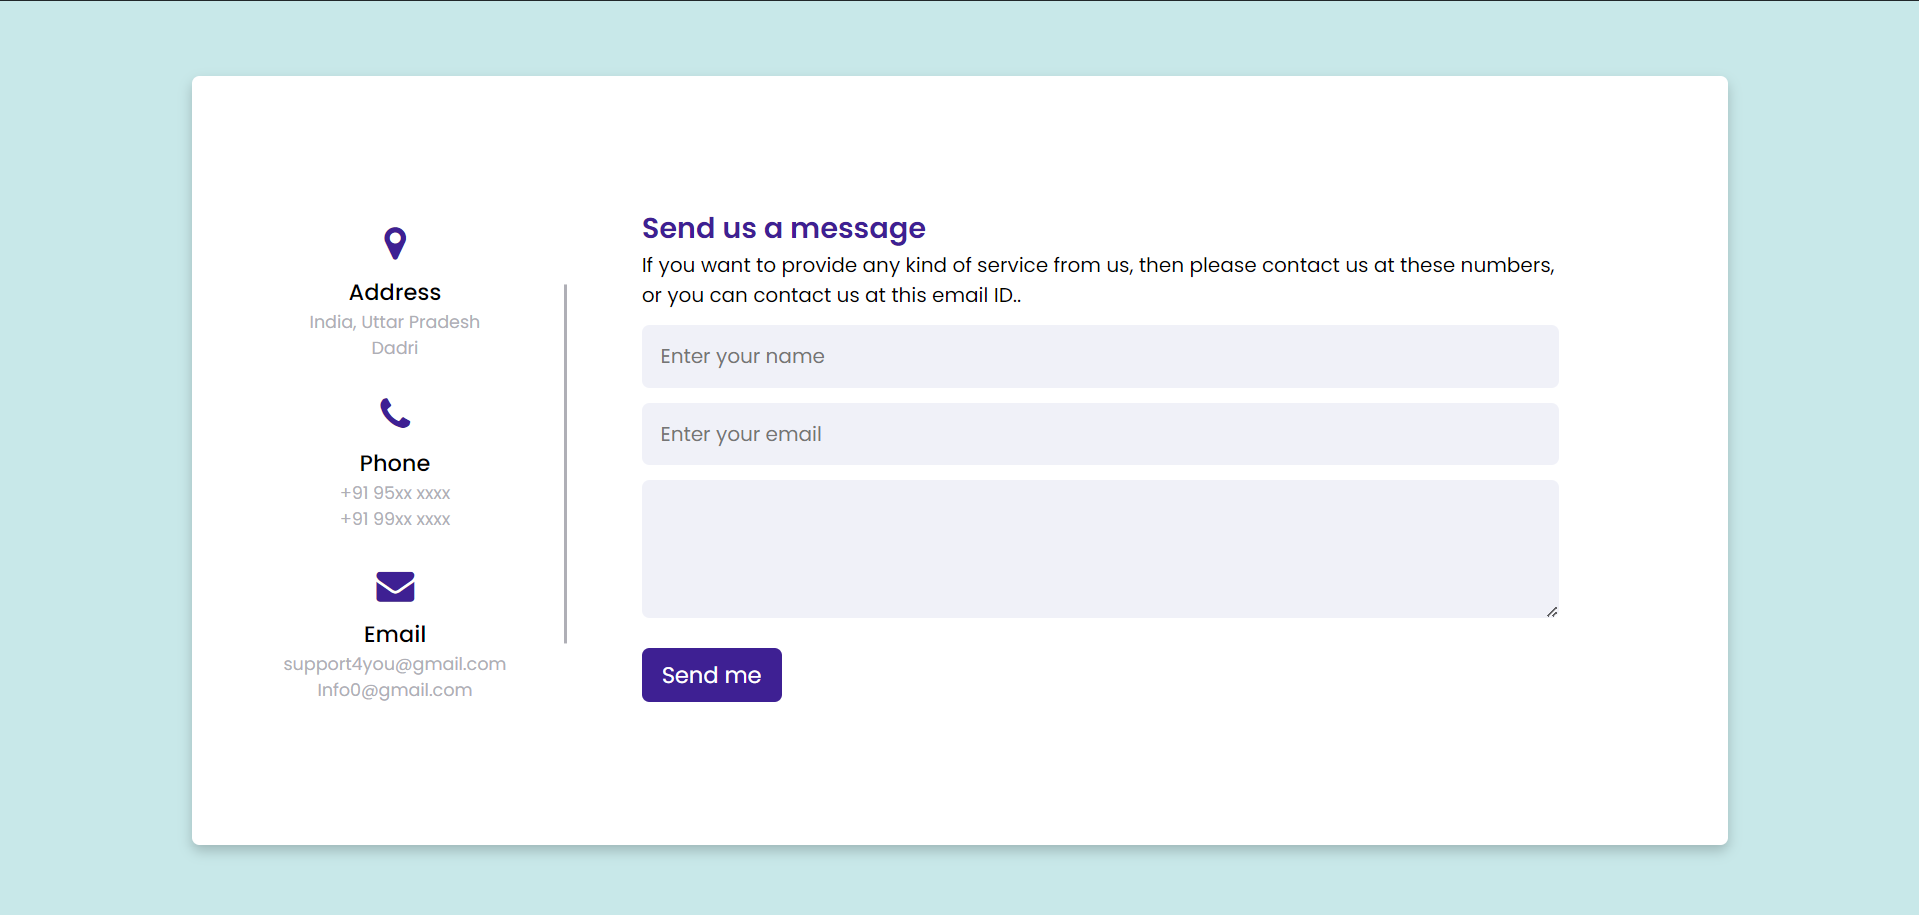 Address
India, Uttar Pradesh
Dadri
Phone
+91 95xx xxxx
+91 99xx xxxx
Email
support4you@gmail.com
Info0@gmail.com
Send us a message
If you want to provide any kind of service from us, then please contact us at these numbers,
or you can contact us at this email ID..
Enter your name
Enter your email
Send me